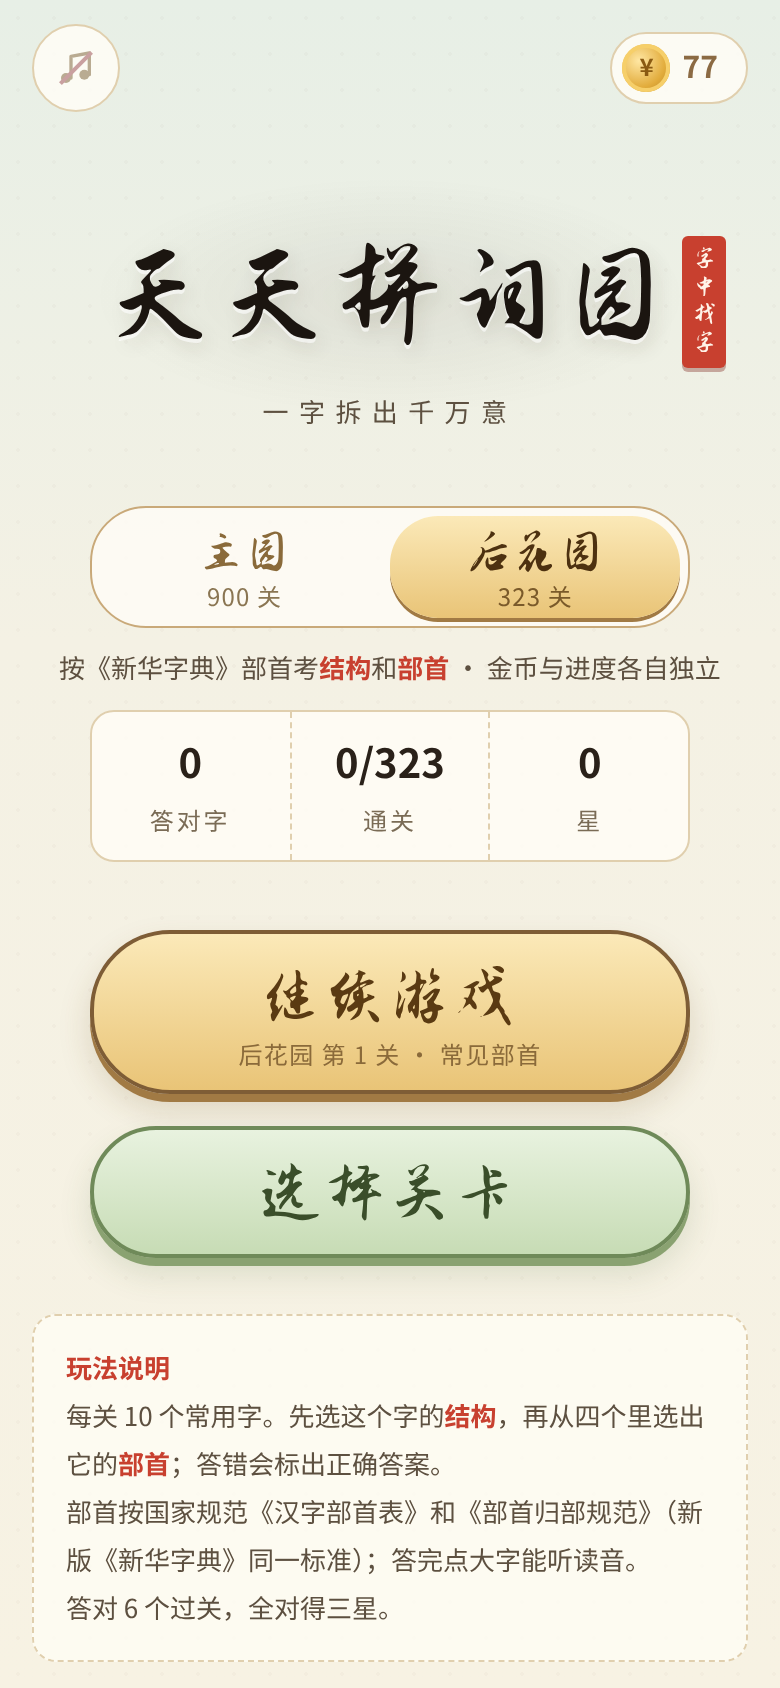 ¥ 77
天天拼词园
字中找字
一字拆出千万意
主园
900 关
后花园
323 关
按《新华字典》部首考结构和部首 · 金币与进度各自独立
0
答对字
0/323
通关
0
星
继续游戏
后花园 第 1 关 · 常见部首
选择关卡
玩法说明
每关 10 个常用字。先选这个字的结构，再从四个里选出
它的部首；答错会标出正确答案。
部首按国家规范《汉字部首表》和《部首归部规范》（新
版《新华字典》同一标准）；答完点大字能听读音。
答对 6 个过关，全对得三星。